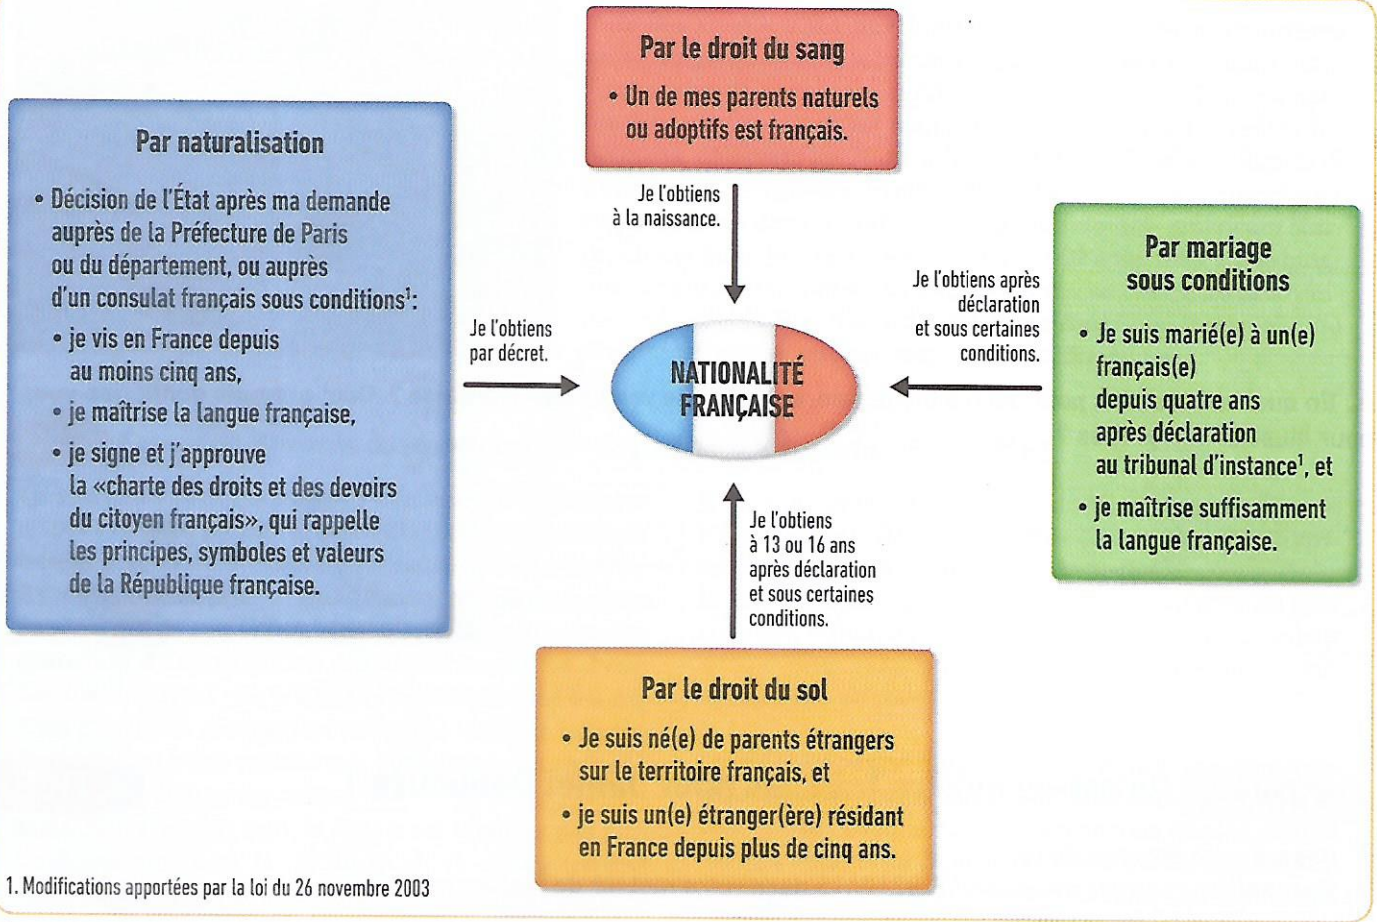 Par le droit du sang
• Un de mes parents naturels
ou adoptifs est français.
Par naturalisation
• Décision de l'État après ma demande
auprès de la Préfecture de Paris
ou du département, ou auprès
d'un consulat français sous conditions¹:
• je vis en France depuis
au moins cinq ans,
• je maîtrise la langue française,
• je signe et j'approuve
la «charte des droits et des devoirs
du citoyen français», qui rappelle
les principes, symboles et valeurs
de la République française.
Je l'obtiens
à la naissance.
Par mariage
sous conditions
• Je suis marié(e) à un(e)
français(e)
depuis quatre ans
après déclaration
au tribunal d'instance¹, et
• je maîtrise suffisamment
la langue française.
Je l'obtiens après
déclaration
et sous certaines
conditions.
Je l'obtiens
par décret.
NATIONALITÉ
FRANÇAISE
Je l'obtiens
à 13 ou 16 ans
après déclaration
et sous certaines
conditions.
Par le droit du sol
• Je suis né(e) de parents étrangers
sur le territoire français, et
• je suis un(e) étranger(ère) résidant
en France depuis plus de cinq ans.
1. Modifications apportées par la loi du 26 novembre 2003